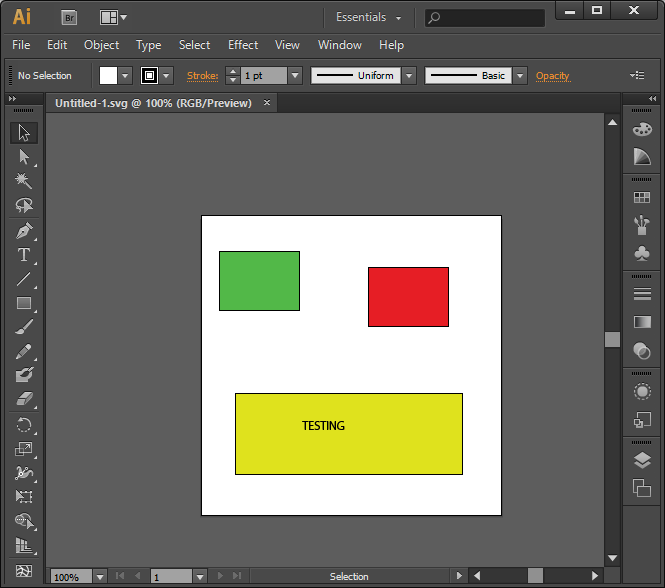 Ai Br Essentials
File Edit Object Type Select Effect View Window Help
No Selection Stroke: 1 pt Uniform Basic Opacity
Untitled-1.svg @ 100% (RGB/Preview) ×
T
TESTING
100% 1 Selection